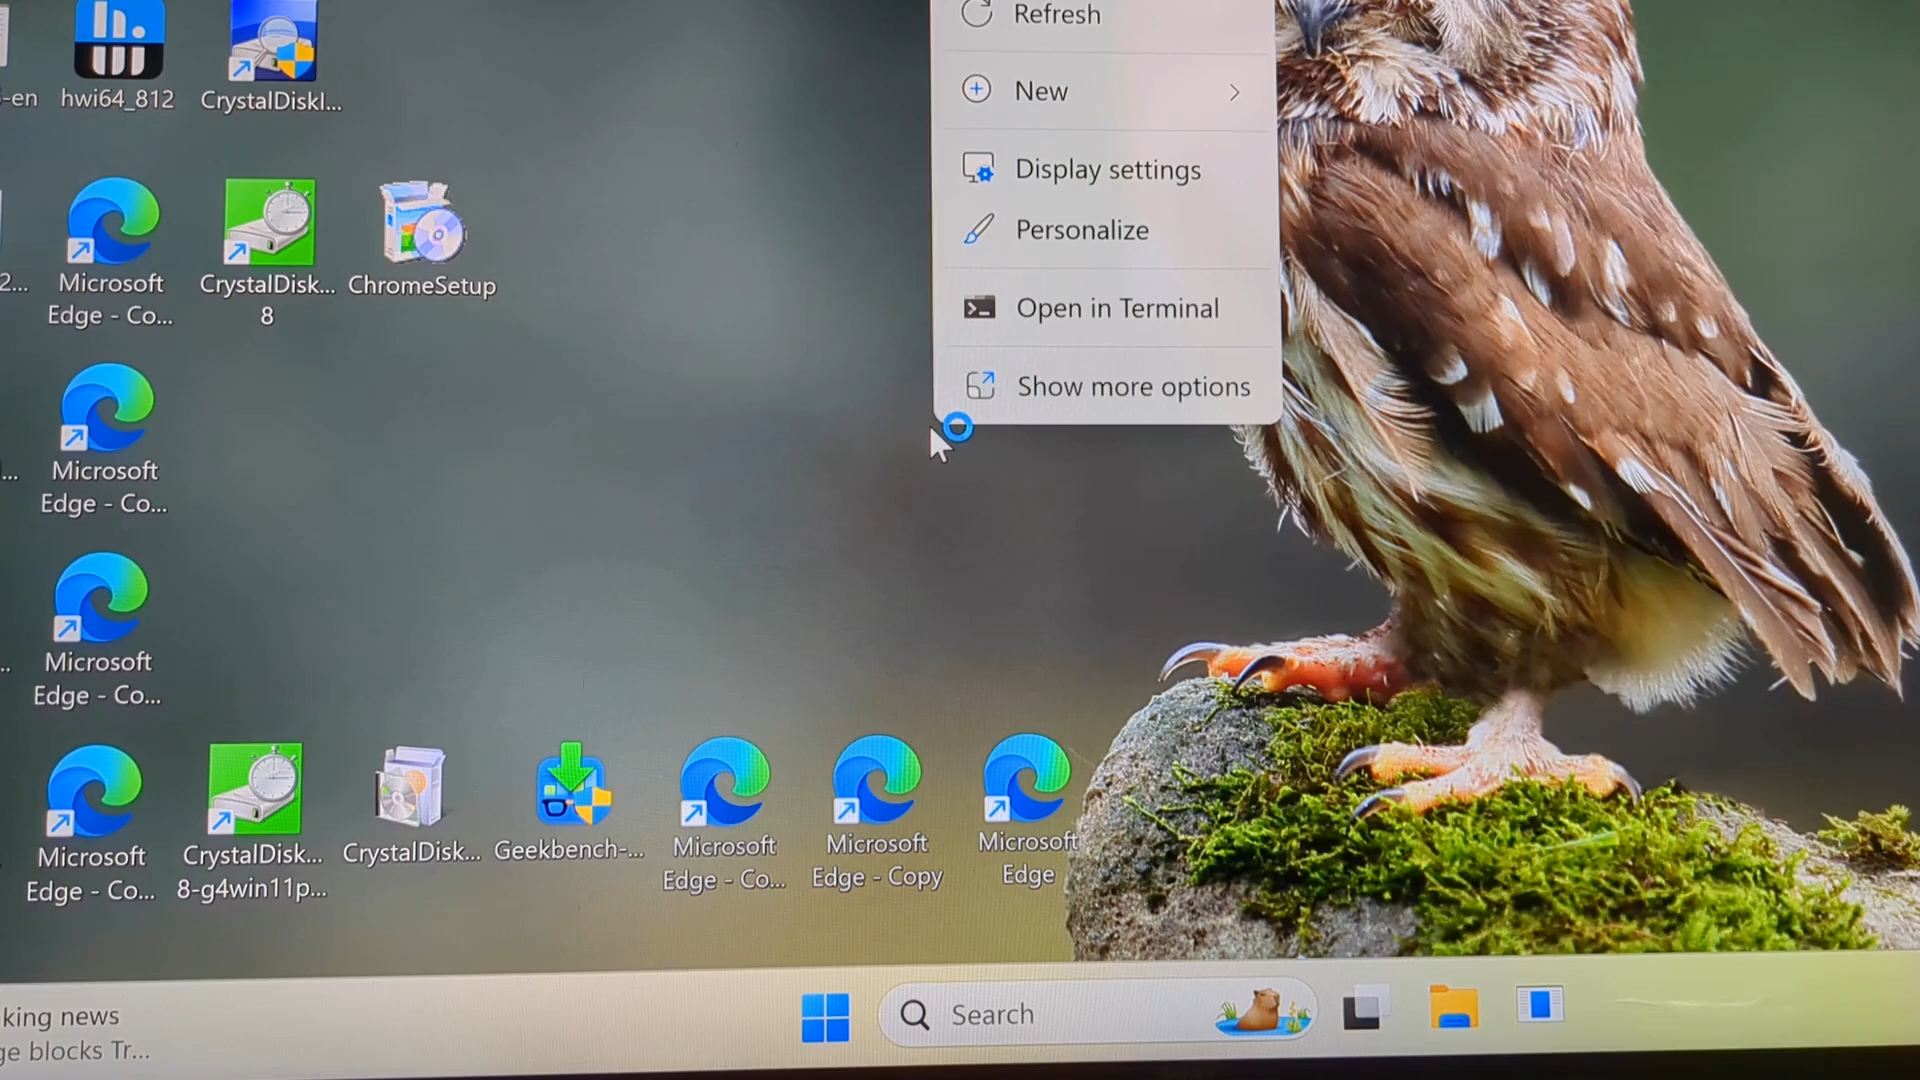 Refresh
New
Display settings
Personalize
Open in Terminal
Show more options
-en
hwi64_812
CrystalDiskI...
2...
Microsoft
Edge - Co...
CrystalDisk...
8
ChromeSetup
...
Microsoft
Edge - Co...
..
Microsoft
Edge - Co...
Microsoft
Edge - Co...
CrystalDisk...
8-g4win11p...
CrystalDisk...
Geekbench-...
Microsoft
Edge - Co...
Microsoft
Edge - Copy
Microsoft
Edge
king news
ge blocks Tr...
Search